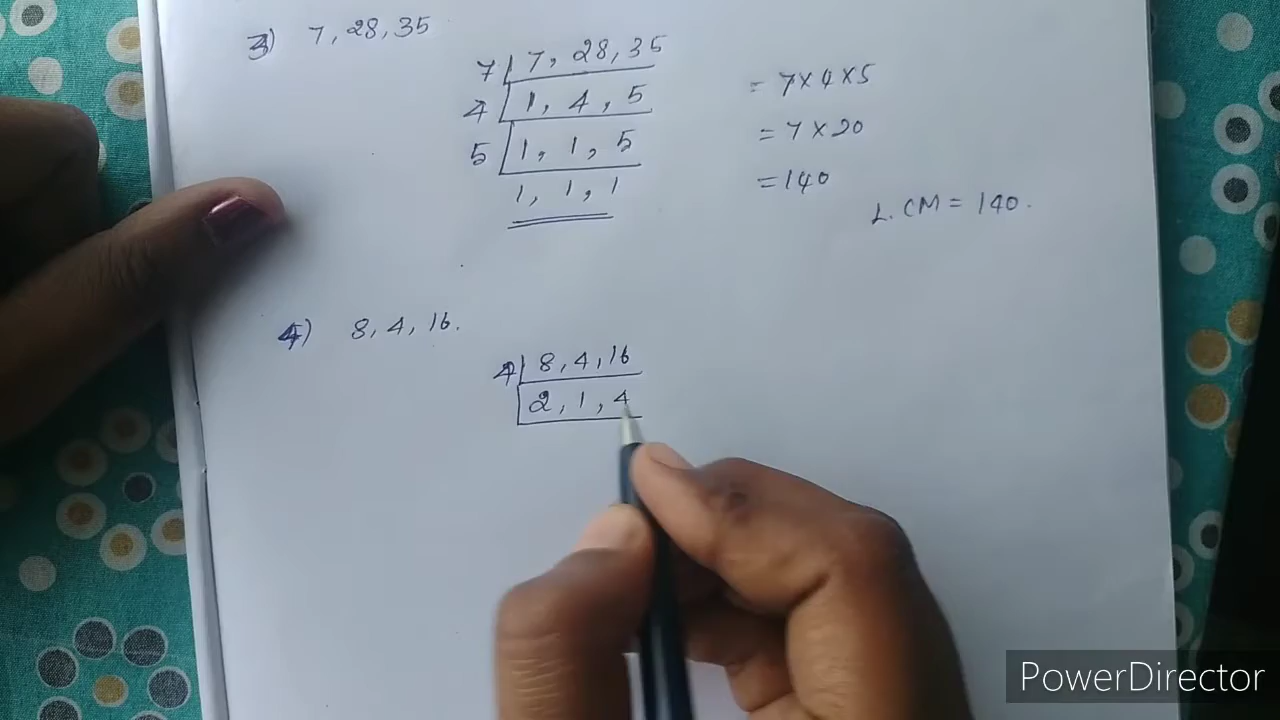 3) 7, 28, 35
7 | 7, 28, 35
4 | 1, 4, 5
5 | 1, 1, 5
1, 1, 1
= 7 x 4 x 5
= 7 x 20
= 140
L.CM = 140.
4) 8, 4, 16.
4 | 8, 4, 16
2, 1, 4
PowerDirector